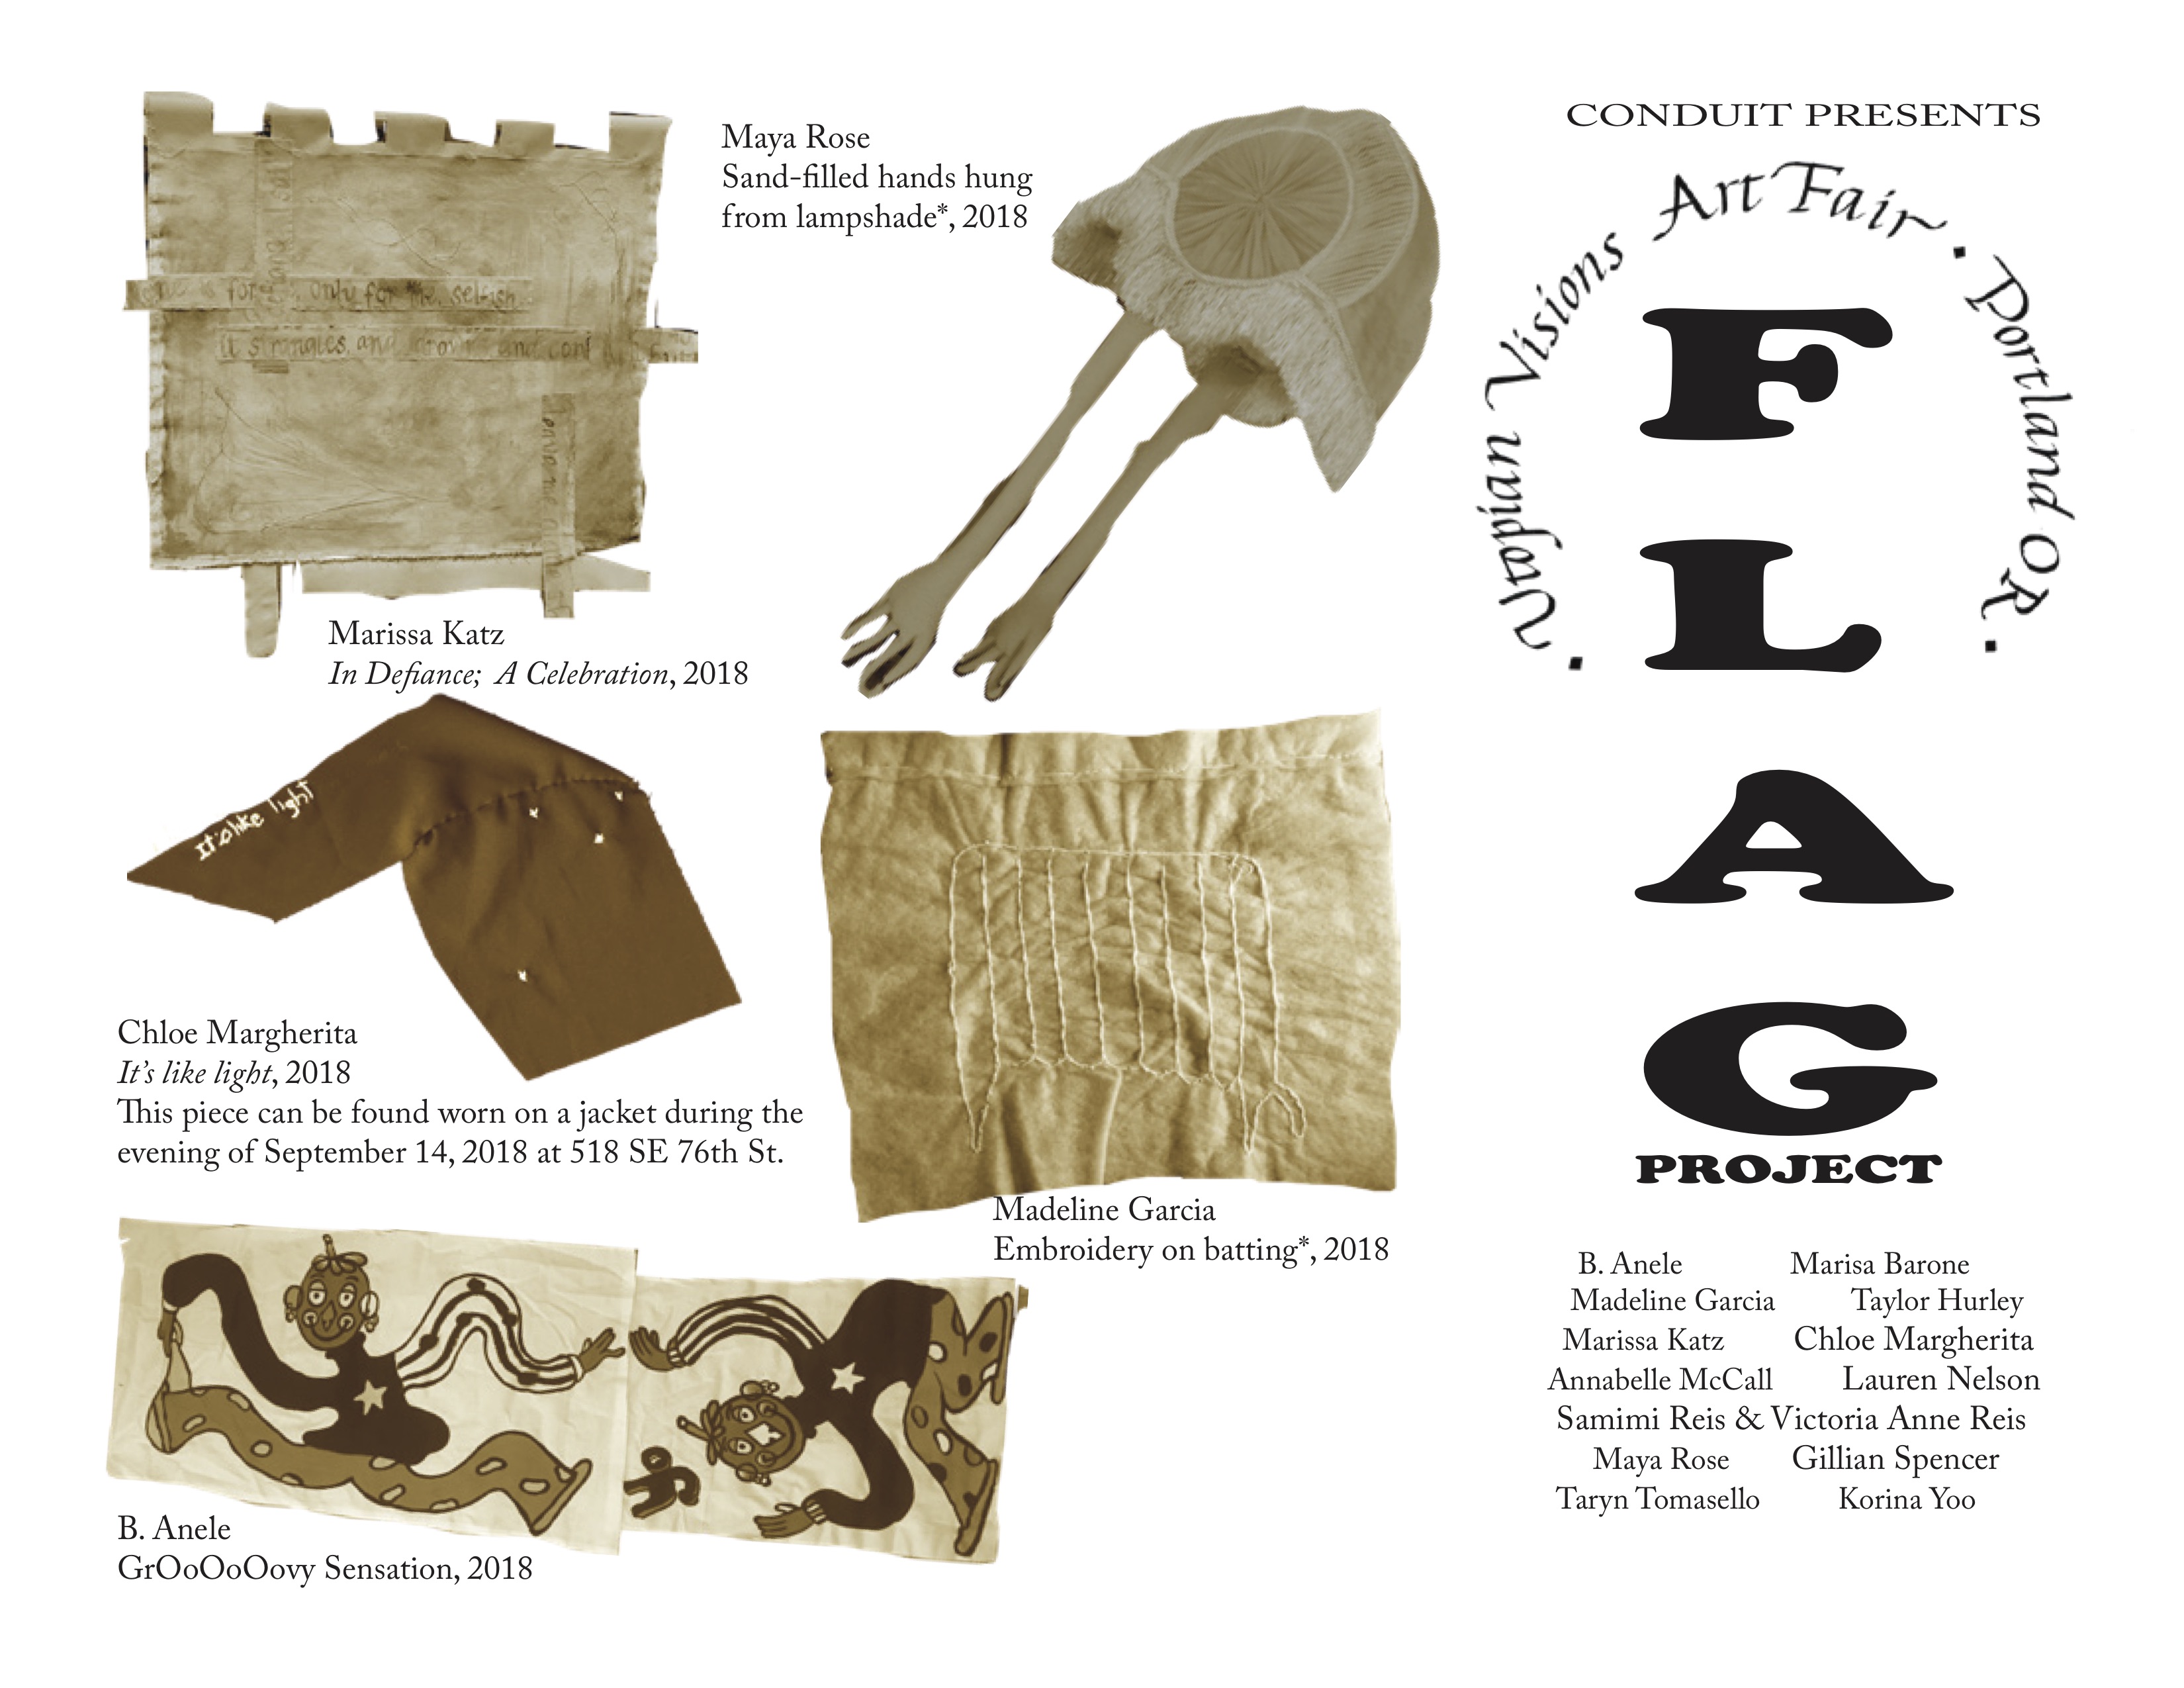 Maya Rose
Sand-filled hands hung
from lampshade*, 2018
only for the selfish
it strangles and
Marissa Katz
In Defiance; A Celebration, 2018
It's like light
Chloe Margherita
It's like light, 2018
This piece can be found worn on a jacket during the
evening of September 14, 2018 at 518 SE 76th St.
Madeline Garcia
Embroidery on batting*, 2018
B. Anele
GrOoOoOovy Sensation, 2018
CONDUIT PRESENTS
· Utopian Visions Art Fair · Portland OR ·
F
L
A
G
PROJECT
B. Anele Marisa Barone
Madeline Garcia Taylor Hurley
Marissa Katz Chloe Margherita
Annabelle McCall Lauren Nelson
Samimi Reis & Victoria Anne Reis
Maya Rose Gillian Spencer
Taryn Tomasello Korina Yoo